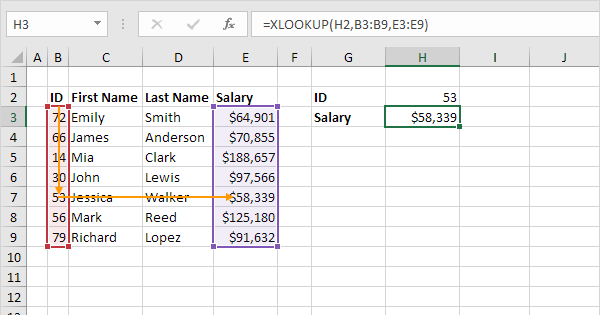 H3 =XLOOKUP(H2,B3:B9,E3:E9)
A B C D E F G H I J
1
2 ID First Name Last Name Salary ID 53
3 72 Emily Smith $64,901 Salary $58,339
4 66 James Anderson $70,855
5 14 Mia Clark $188,657
6 30 John Lewis $97,566
7 53 Jessica Walker $58,339
8 56 Mark Reed $125,180
9 79 Richard Lopez $91,632
10
11
12
13